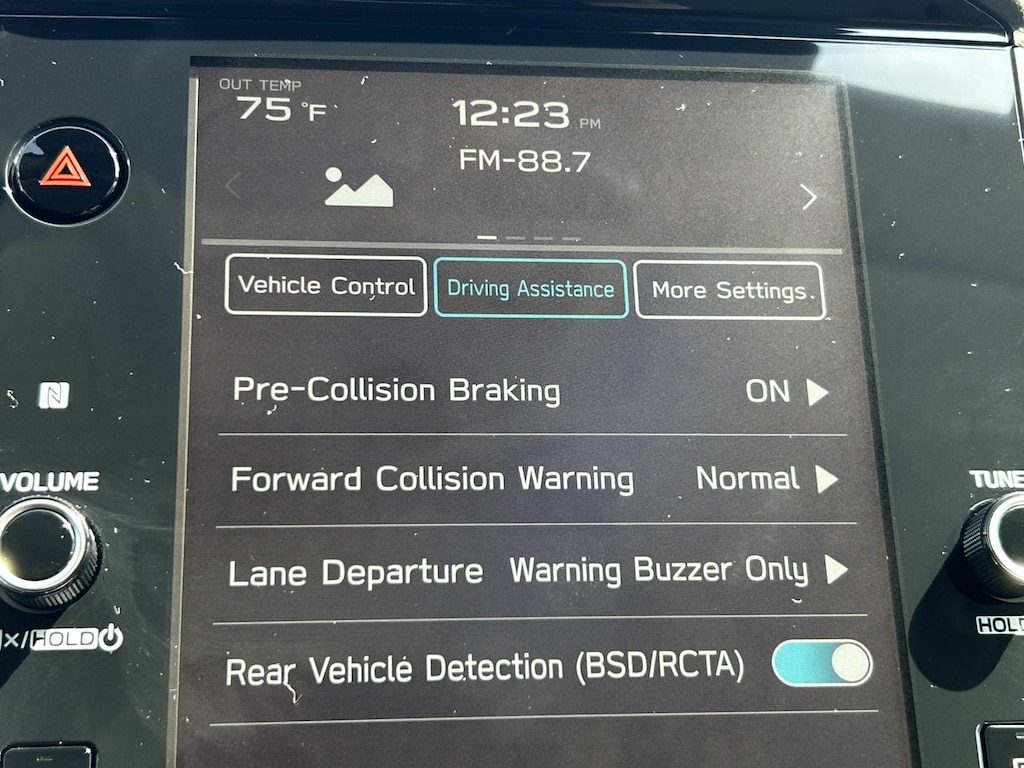 OUT TEMP
75 °F
12:23 PM
FM-88.7
Vehicle Control
Driving Assistance
More Settings
Pre-Collision Braking ON
Forward Collision Warning Normal
VOLUME
TUNE
Lane Departure Warning Buzzer Only
HOLD
HOLD
Rear Vehicle Detection (BSD/RCTA)